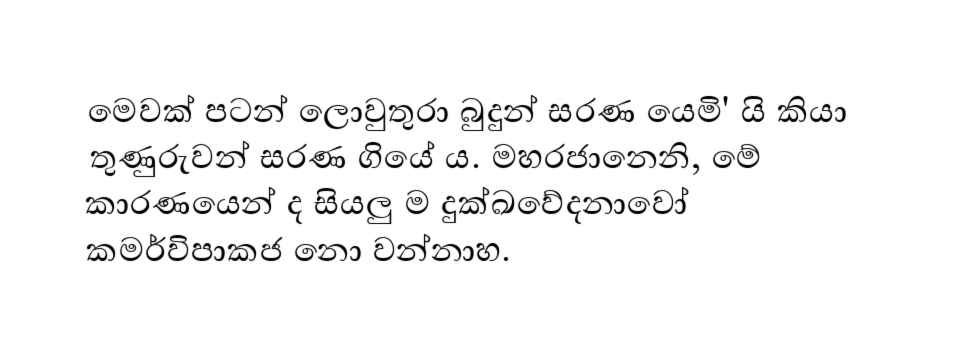 මෙවක් පටන් ලොවුතුරා බුදුන් සරණ යෙමි' යි කියා
තුණුරුවන් සරණ ගියේ ය. මහරජානෙනි, මේ
කාරණයෙන් ද සියලු ම දුක්ඛවේදනාවෝ
කමර්විපාකජ නො වන්නාහ.